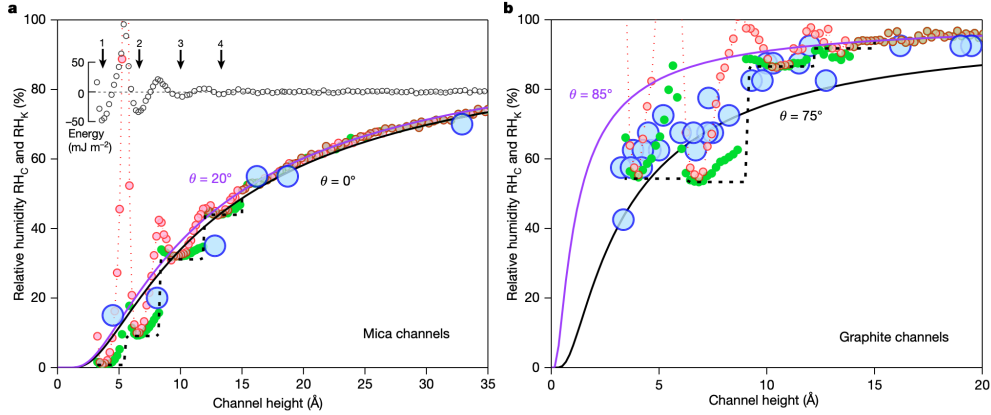 a
b
100
80
60
40
20
0
Relative humidity RHC and RHK (%)
0
5
10
15
20
25
30
35
Channel height (Å)
50
0
−50
Energy
(mJ m−2)
1
2
3
4
θ = 20°
θ = 0°
Mica channels
100
80
60
40
20
0
Relative humidity RHC and RHK (%)
0
5
10
15
20
Channel height (Å)
θ = 85°
θ = 75°
Graphite channels